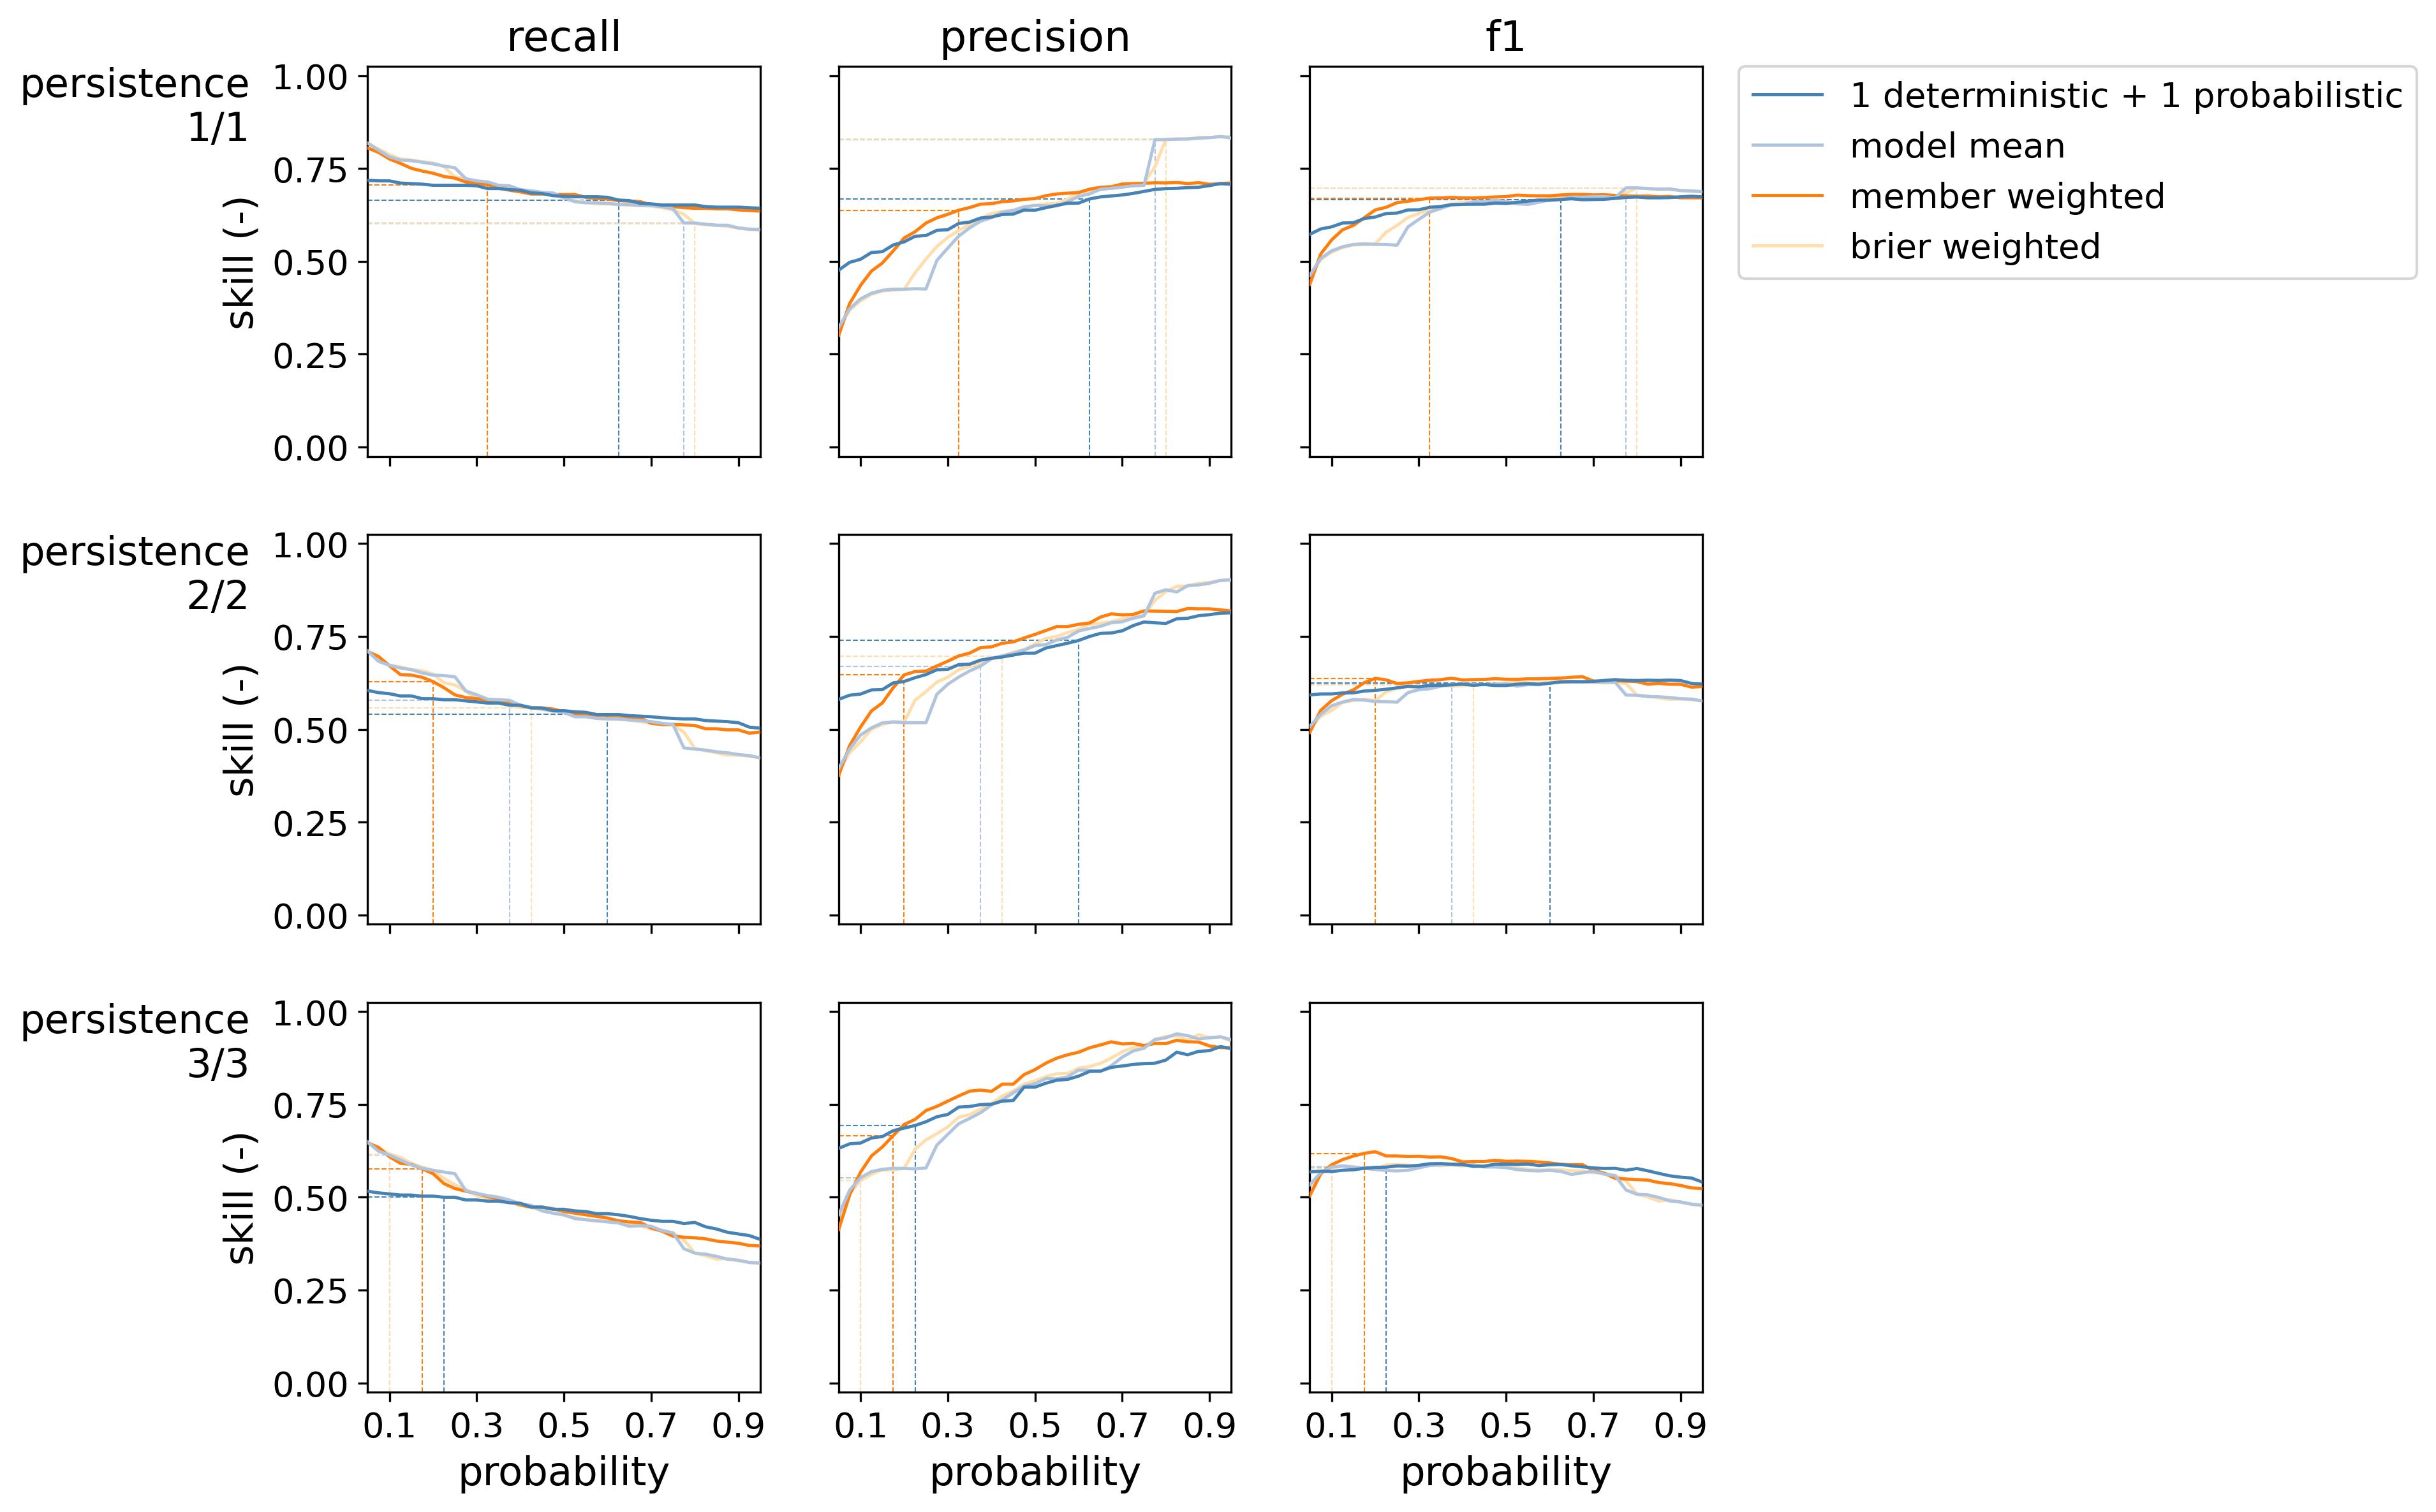 recall precision f1
persistence
1/1
1.00
0.75
0.50
0.25
0.00
skill (-)
1 deterministic + 1 probabilistic
model mean
member weighted
brier weighted
persistence
2/2
1.00
0.75
0.50
0.25
0.00
skill (-)
persistence
3/3
1.00
0.75
0.50
0.25
0.00
skill (-)
0.1 0.3 0.5 0.7 0.9 0.1 0.3 0.5 0.7 0.9 0.1 0.3 0.5 0.7 0.9
probability probability probability